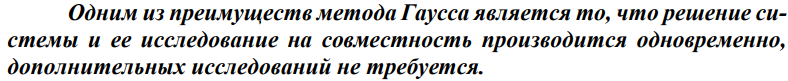 Одним из преимуществ метода Гаусса является то, что решение си-
стемы и ее исследование на совместность производится одновременно,
дополнительных исследований не требуется.